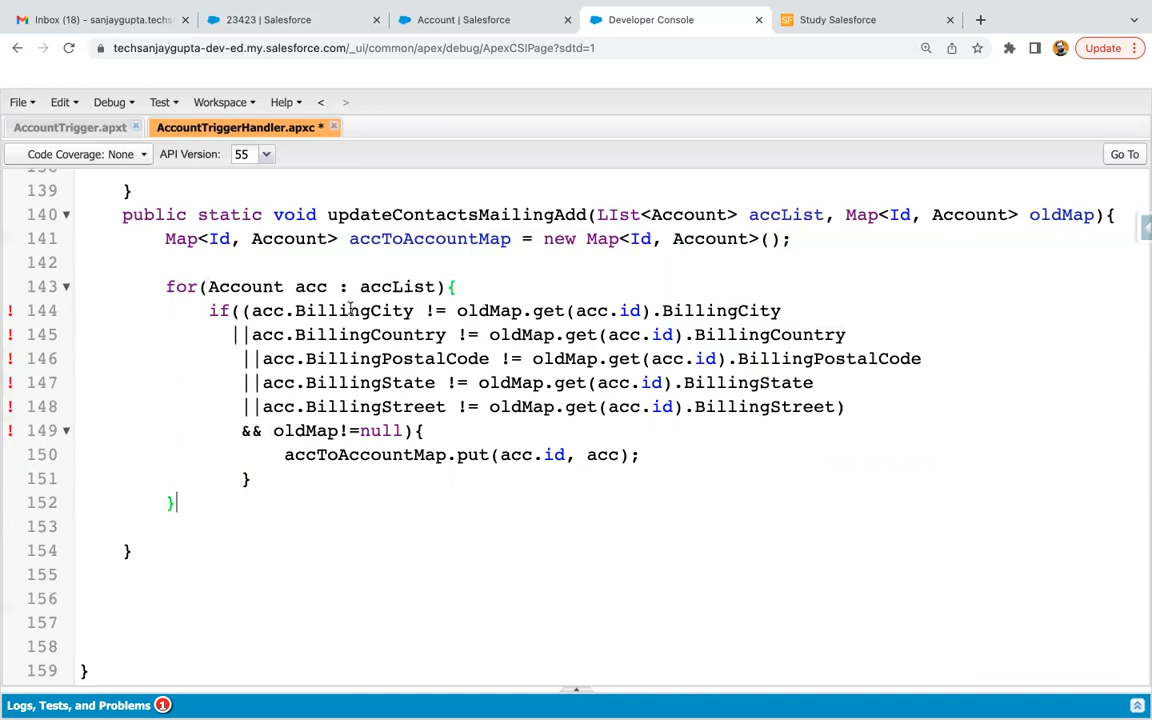 Inbox (18) - sanjaygupta.techs
23423 | Salesforce
Account | Salesforce
Developer Console
SF Study Salesforce
techsanjaygupta-dev-ed.my.salesforce.com/_ui/common/apex/debug/ApexCSIPage?sdtd=1
Update
File Edit Debug Test Workspace Help < >
AccountTrigger.apxt
AccountTriggerHandler.apxc *
Code Coverage: None API Version: 55 Go To
139 }
140 public static void updateContactsMailingAdd(LIst<Account> accList, Map<Id, Account> oldMap){
141 Map<Id, Account> accToAccountMap = new Map<Id, Account>();
142
143 for(Account acc : accList){
! 144 if((acc.BillingCity != oldMap.get(acc.id).BillingCity
! 145 ||acc.BillingCountry != oldMap.get(acc.id).BillingCountry
! 146 ||acc.BillingPostalCode != oldMap.get(acc.id).BillingPostalCode
! 147 ||acc.BillingState != oldMap.get(acc.id).BillingState
! 148 ||acc.BillingStreet != oldMap.get(acc.id).BillingStreet)
! 149 && oldMap!=null){
150 accToAccountMap.put(acc.id, acc);
151 }
152 }
153
154 }
155
156
157
158
159 }
Logs, Tests, and Problems 1